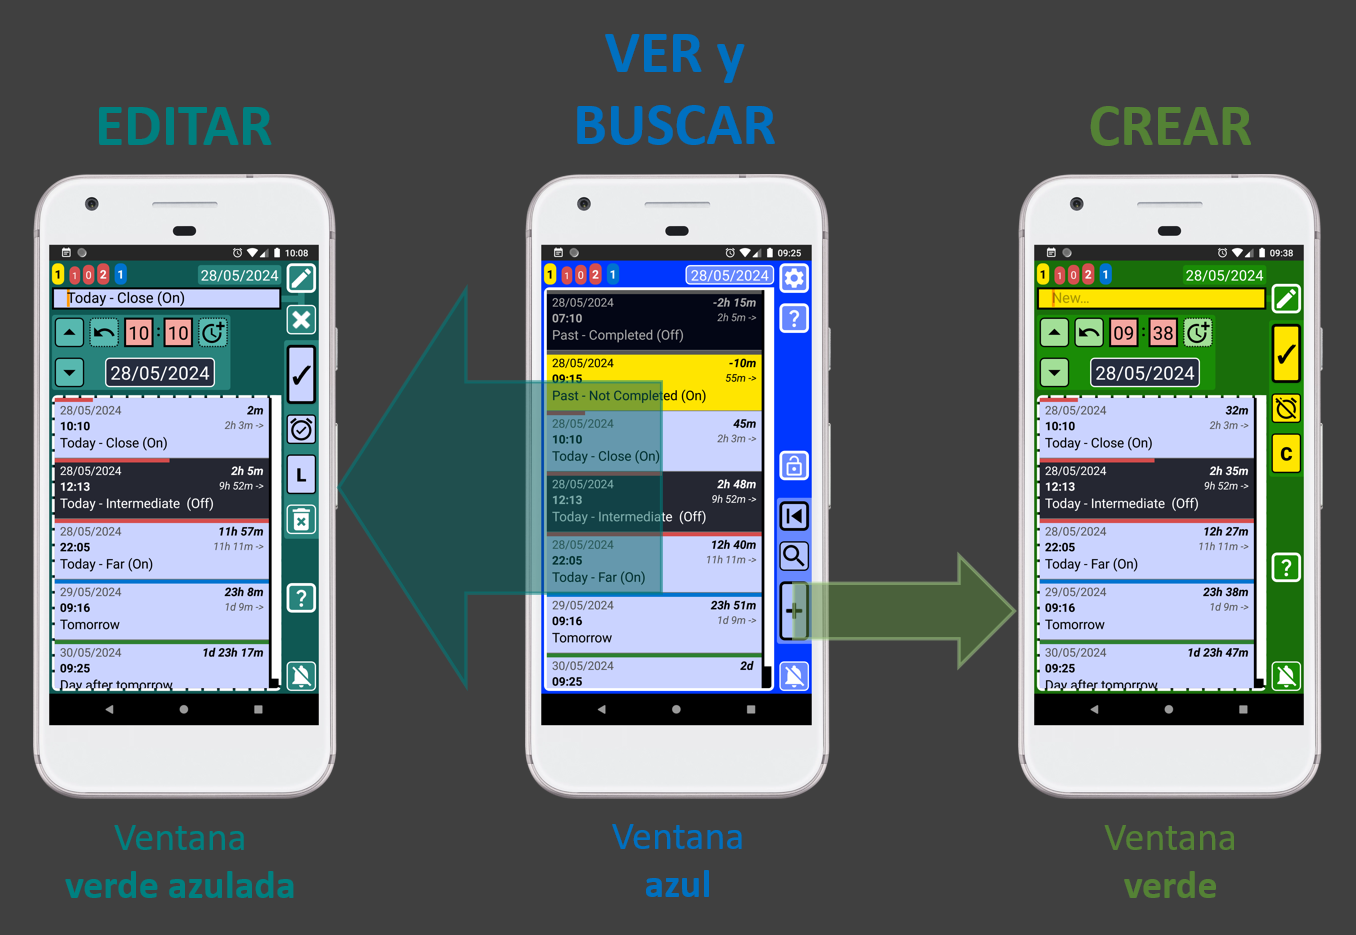 EDITAR
VER y
BUSCAR
CREAR
10:08
1 1 0 2 1 28/05/2024
Today - Close (On)
10 : 10
28/05/2024
28/05/2024 2m
10:10 2h 3m ->
Today - Close (On)
28/05/2024 2h 5m
12:13 9h 52m ->
Today - Intermediate (Off)
28/05/2024 11h 57m
22:05 11h 11m ->
Today - Far (On)
29/05/2024 23h 8m
09:16 1d 9m ->
Tomorrow
30/05/2024 1d 23h 17m
09:25
Day after tomorrow
L
?
09:25
1 1 0 2 1 28/05/2024
28/05/2024 -2h 15m
07:10 2h 5m ->
Past - Completed (Off)
28/05/2024 -10m
09:15 55m ->
Past - Not Completed (On)
28/05/2024 45m
10:10 2h 3m ->
Today - Close (On)
28/05/2024 2h 48m
12:13 9h 52m ->
Today - Intermediate (Off)
28/05/2024 12h 40m
22:05 11h 11m ->
Today - Far (On)
29/05/2024 23h 51m
09:16 1d 9m ->
Tomorrow
30/05/2024 2d
09:25
?
09:38
1 1 0 2 1 28/05/2024
New...
09 : 38
28/05/2024
28/05/2024 32m
10:10 2h 3m ->
Today - Close (On)
28/05/2024 2h 35m
12:13 9h 52m ->
Today - Intermediate (Off)
28/05/2024 12h 27m
22:05 11h 11m ->
Today - Far (On)
29/05/2024 23h 38m
09:16 1d 9m ->
Tomorrow
30/05/2024 1d 23h 47m
09:25
Day after tomorrow
C
?
Ventana
verde azulada
Ventana
azul
Ventana
verde